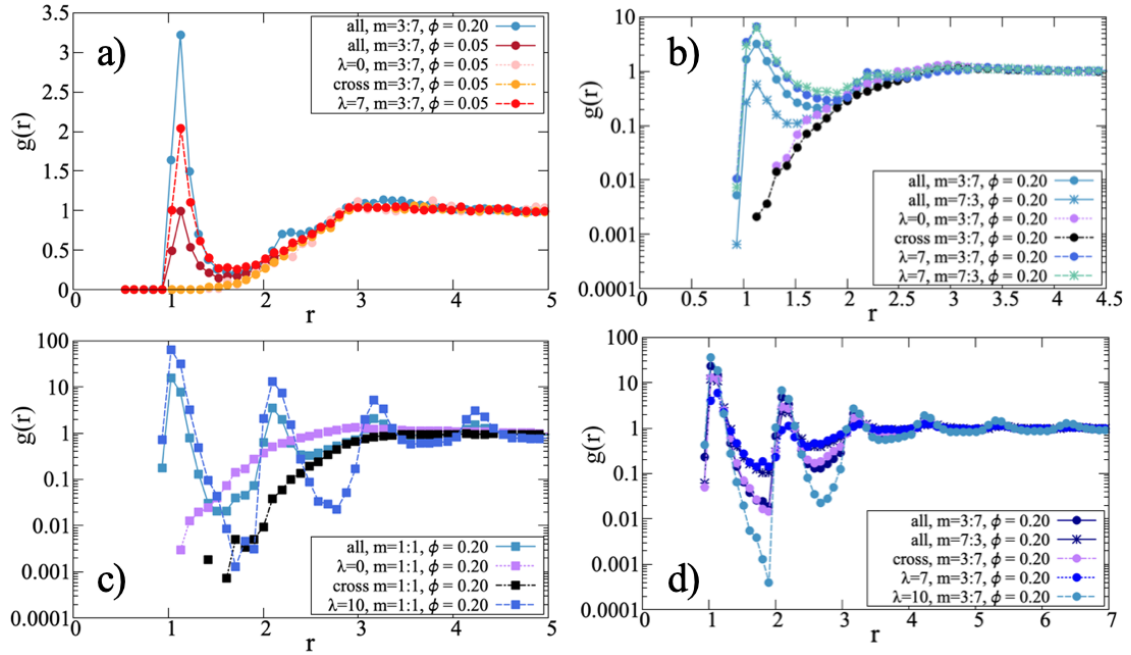 a)
3.5
3
2.5
2
1.5
1
0.5
0
g(r)
0 1 2 3 4 5
r
all, m=3:7, ϕ = 0.20
all, m=3:7, ϕ = 0.05
λ=0, m=3:7, ϕ = 0.05
cross m=3:7, ϕ = 0.05
λ=7, m=3:7, ϕ = 0.05
b)
10
1
0.1
0.01
0.001
0.0001
g(r)
0 0.5 1 1.5 2 2.5 3 3.5 4 4.5
r
all, m=3:7, ϕ = 0.20
all, m=7:3, ϕ = 0.20
λ=0, m=3:7, ϕ = 0.20
cross m=3:7, ϕ = 0.20
λ=7, m=3:7, ϕ = 0.20
λ=7, m=7:3, ϕ = 0.20
c)
100
10
1
0.1
0.01
0.001
0.0001
g(r)
0 1 2 3 4 5
r
all, m=1:1, ϕ = 0.20
λ=0, m=1:1, ϕ = 0.20
cross m=1:1, ϕ = 0.20
λ=10, m=1:1, ϕ = 0.20
d)
100
10
1
0.1
0.01
0.001
0.0001
g(r)
0 1 2 3 4 5 6 7
r
all, m=3:7, ϕ = 0.20
all, m=7:3, ϕ = 0.20
cross, m=3:7, ϕ = 0.20
λ=7, m=3:7, ϕ = 0.20
λ=10, m=3:7, ϕ = 0.20